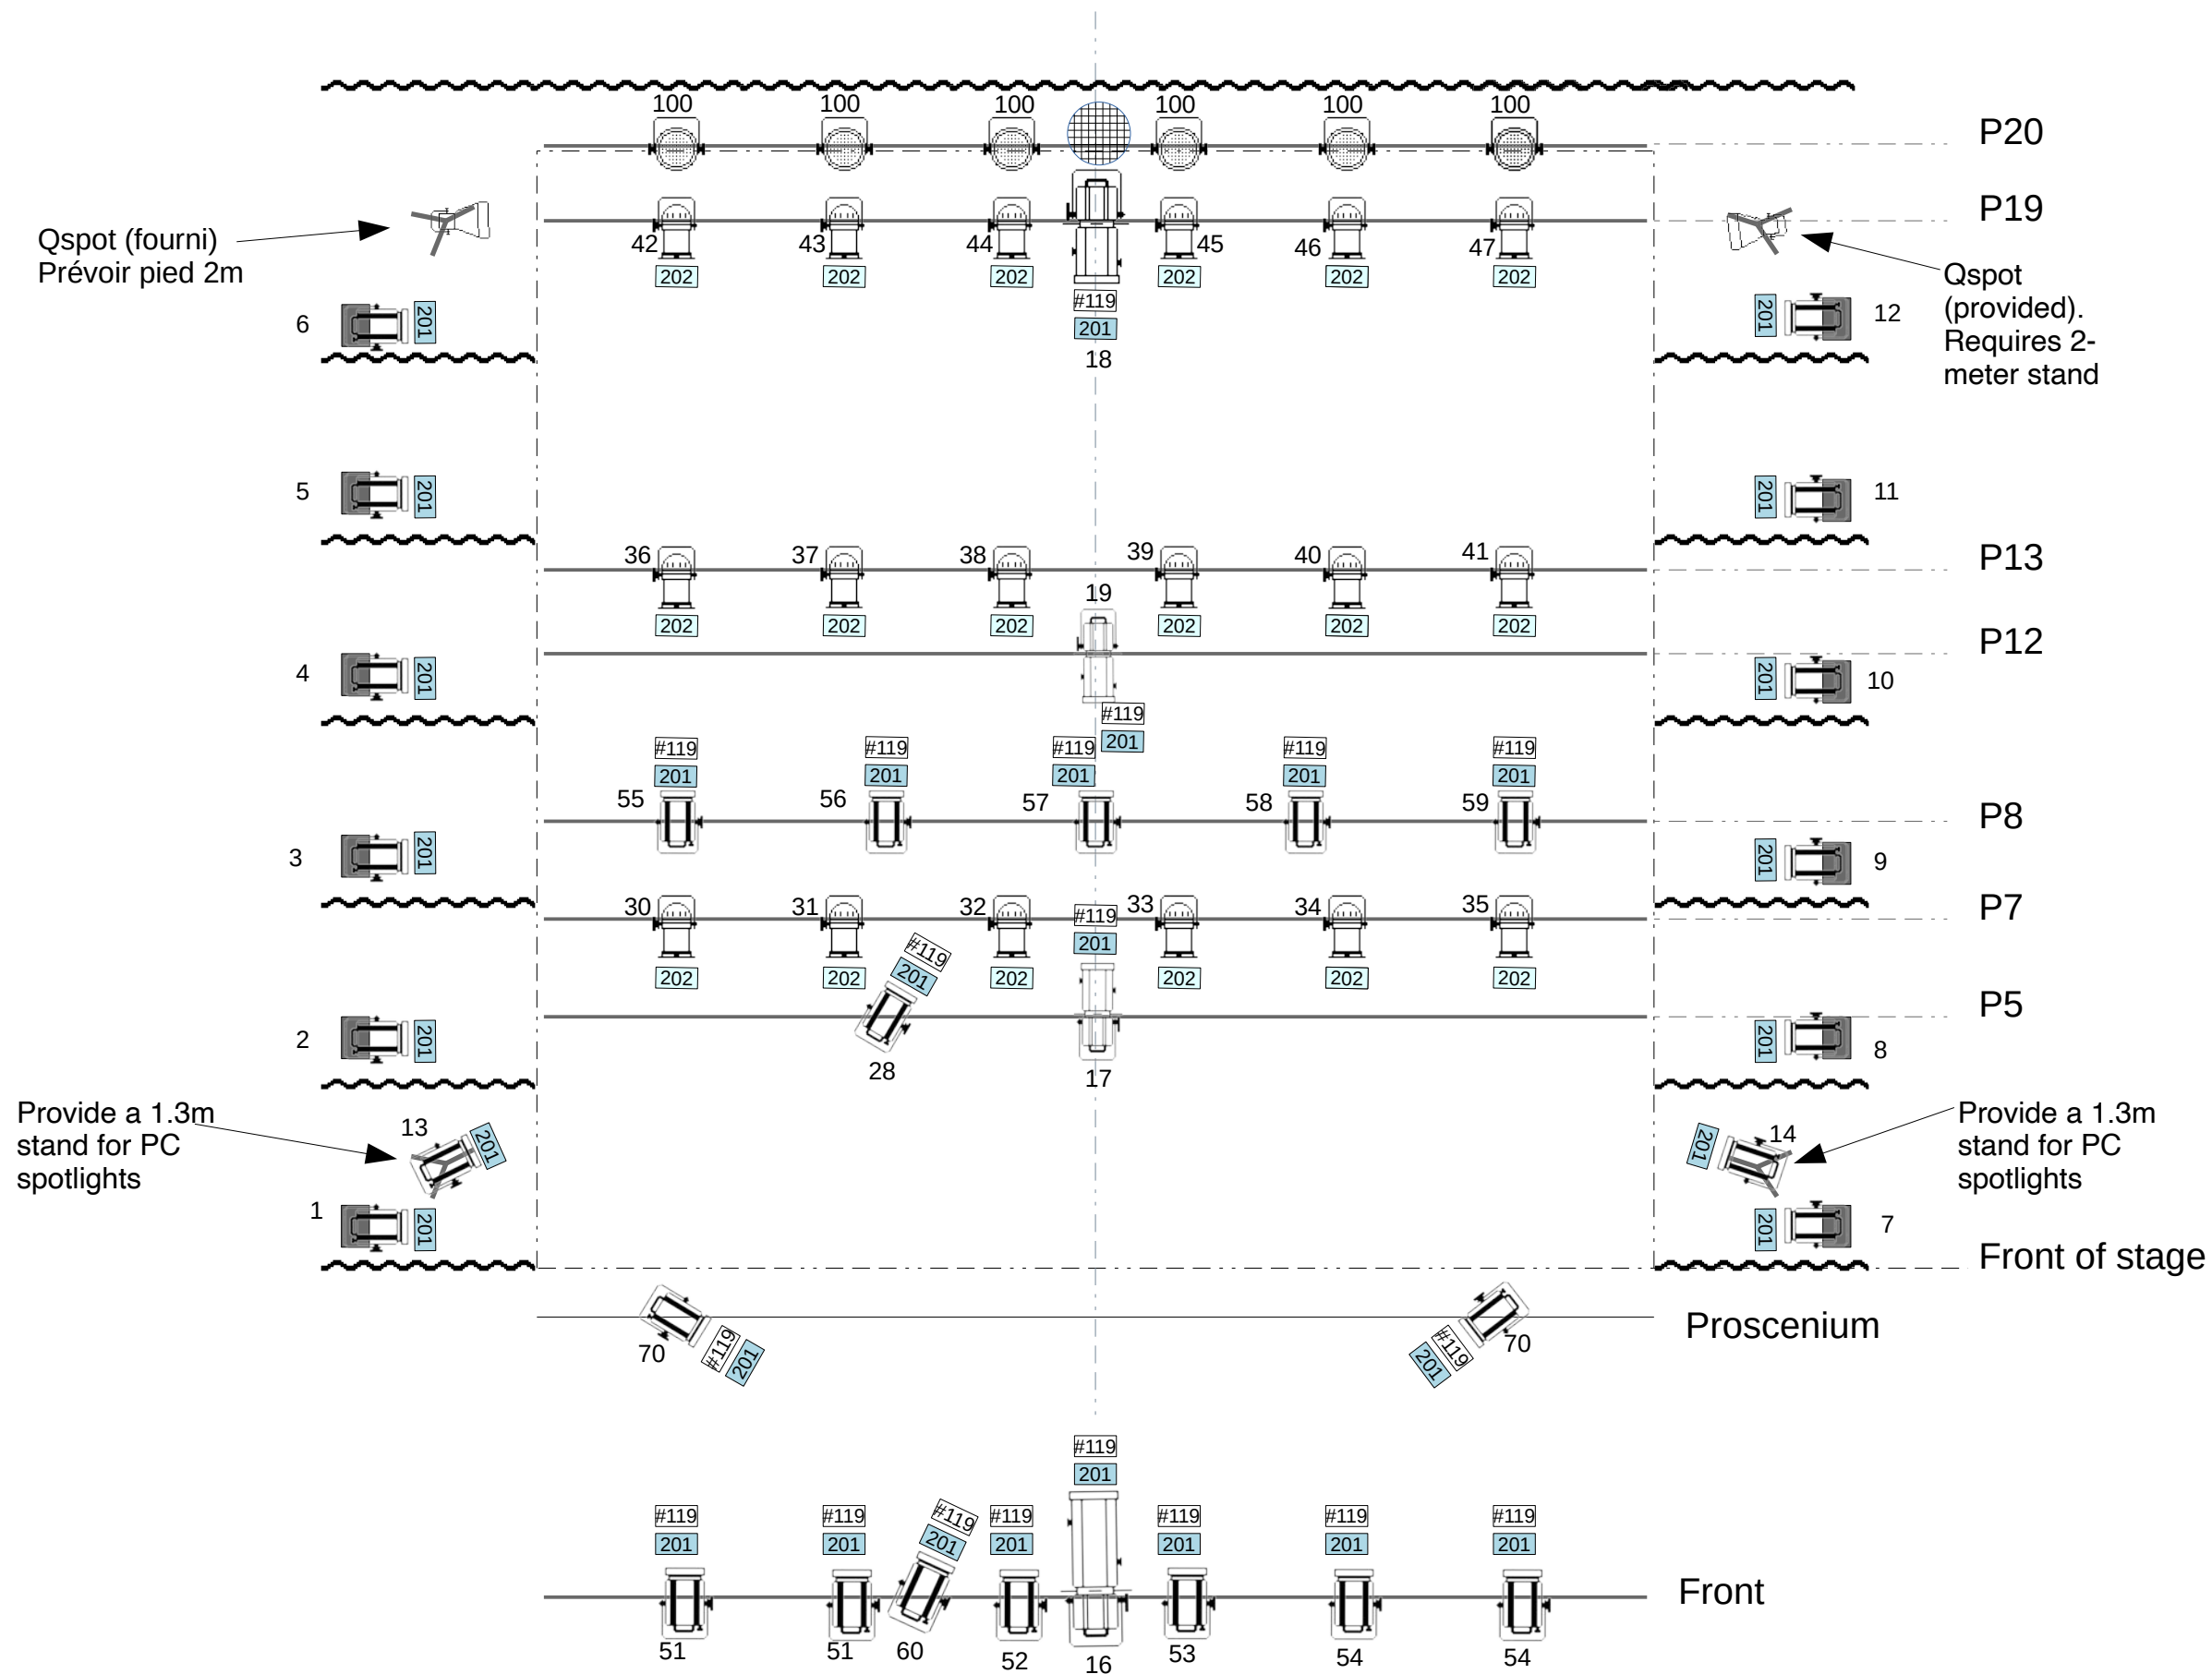 100 100 100 100 100 100
P20
P19
Qspot (fourni)
Prévoir pied 2m
42 43 44 45 46 47
202 202 202 202 202 202
#119
201
18
Qspot
(provided).
Requires 2-
meter stand
6 201
201 12
5 201
201 11
36 37 38 39 40 41
P13
19
202 202 202 202 202 202
P12
4 201
201 10
#119
201
#119 #119 #119 #119 #119
201 201 201 201 201
55 56 57 58 59
P8
3 201
201 9
30 31 32 33 34 35
P7
#119
201
#119
201
202 202 202 202 202 202
P5
2 201
201 8
28
17
Provide a 1.3m
stand for PC
spotlights
13 201
201 14
Provide a 1.3m
stand for PC
spotlights
1 201
201 7
Front of stage
Proscenium
70 #119 201
201 #119 70
#119
201
#119 #119 #119 #119 #119 #119 #119
201 201 201 201 201 201 201
Front
51 51 60 52 16 53 54 54